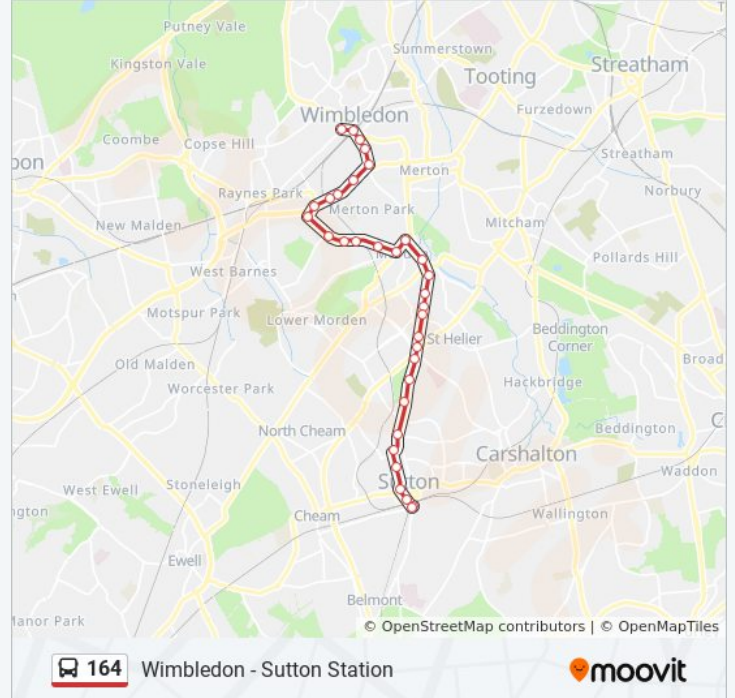 Putney Vale
Summerstown
Kingston Vale
Tooting
Streatham
Wimbledon
Furzedown
Coombe
Copse Hill
Streatham
Merton
Raynes Park
Norbury
Merton Park
New Malden
Mitcham
West Barnes
Pollards Hill
Motspur Park
Lower Morden
St Helier
Beddington
Corner
Old Malden
Broad
Worcester Park
Hackbridge
North Cheam
Beddington
Carshalton
Waddon
Stoneleigh
Sutton
West Ewell
Cheam
Wallington
Ewell
Belmont
Manor Park
© OpenStreetMap contributors | © OpenMapTiles
164 Wimbledon - Sutton Station
moovit